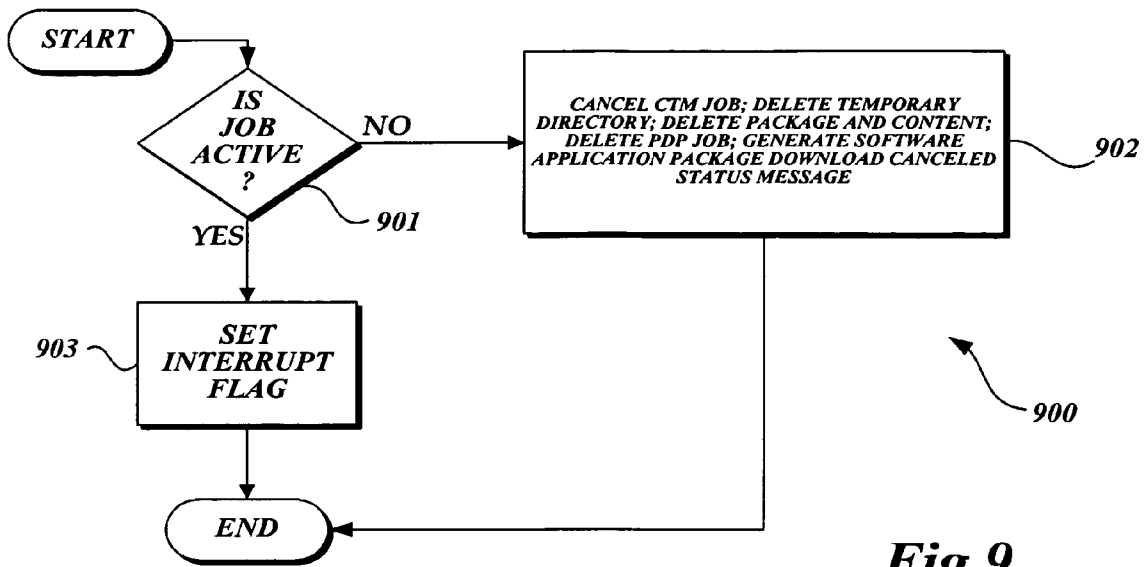 START
IS
JOB
ACTIVE
?
NO
901
YES
CANCEL CTM JOB; DELETE TEMPORARY
DIRECTORY; DELETE PACKAGE AND CONTENT;
DELETE PDP JOB; GENERATE SOFTWARE
APPLICATION PACKAGE DOWNLOAD CANCELED
STATUS MESSAGE
902
SET
INTERRUPT
FLAG
903
900
END
Fig.9